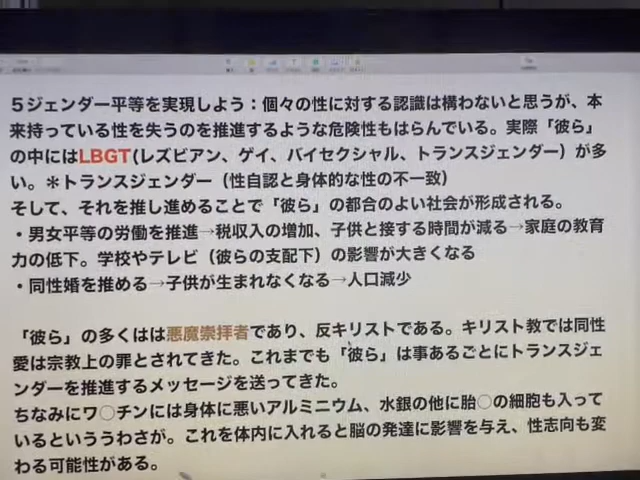 ５ジェンダー平等を実現しよう：個々の性に対する認識は構わないと思うが、本
来持っている性を失うのを推進するような危険性もはらんでいる。実際「彼ら」
の中にはLBGT(レズビアン、ゲイ、バイセクシャル、トランスジェンダー）が多
い。＊トランスジェンダー（性自認と身体的な性の不一致）
そして、それを推し進めることで「彼ら」の都合のよい社会が形成される。
・男女平等の労働を推進→税収入の増加、子供と接する時間が減る→家庭の教育
力の低下。学校やテレビ（彼らの支配下）の影響が大きくなる
・同性婚を推める→子供が生まれなくなる→人口減少
「彼ら」の多くはは悪魔崇拝者であり、反キリストである。キリスト教では同性
愛は宗教上の罪とされてきた。これまでも「彼ら」は事あるごとにトランスジェ
ンダーを推進するメッセージを送ってきた。
ちなみにワ◯チンには身体に悪いアルミニウム、水銀の他に胎◯の細胞も入って
いるといううわさが。これを体内に入れると脳の発達に影響を与え、性志向も変
わる可能性がある。